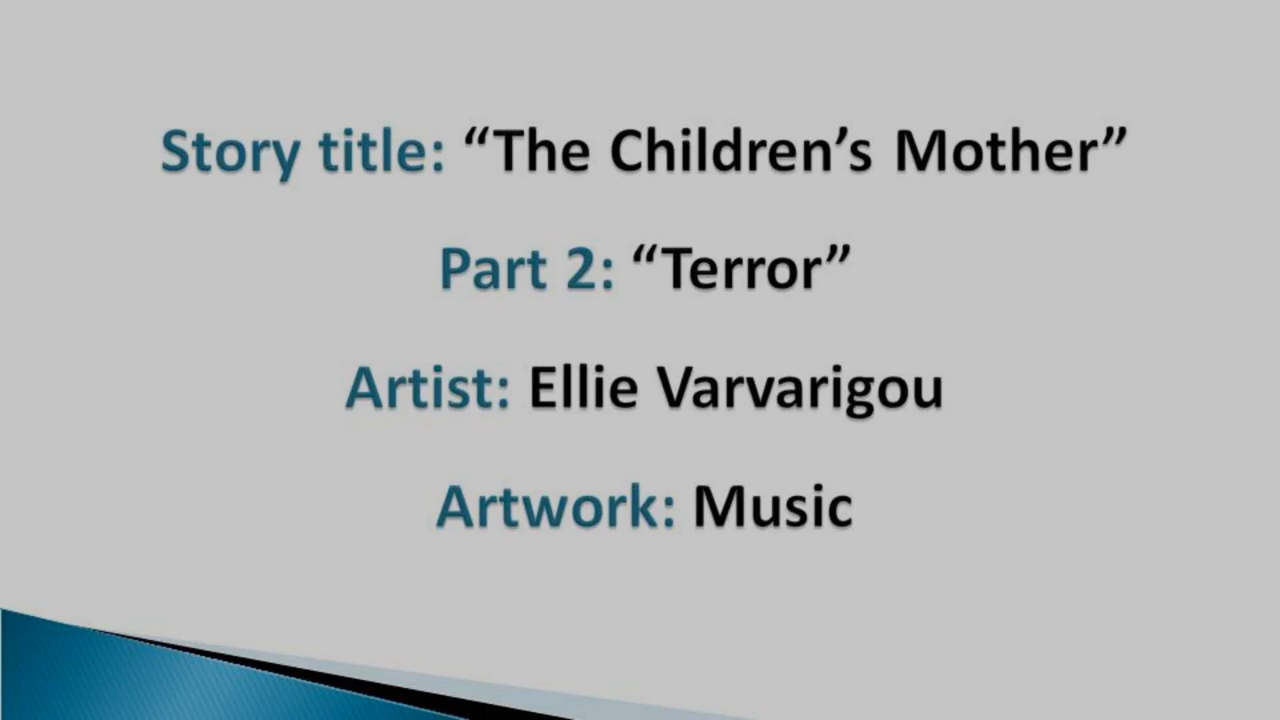 Story title: “The Children’s Mother”
Part 2: “Terror”
Artist: Ellie Varvarigou
Artwork: Music